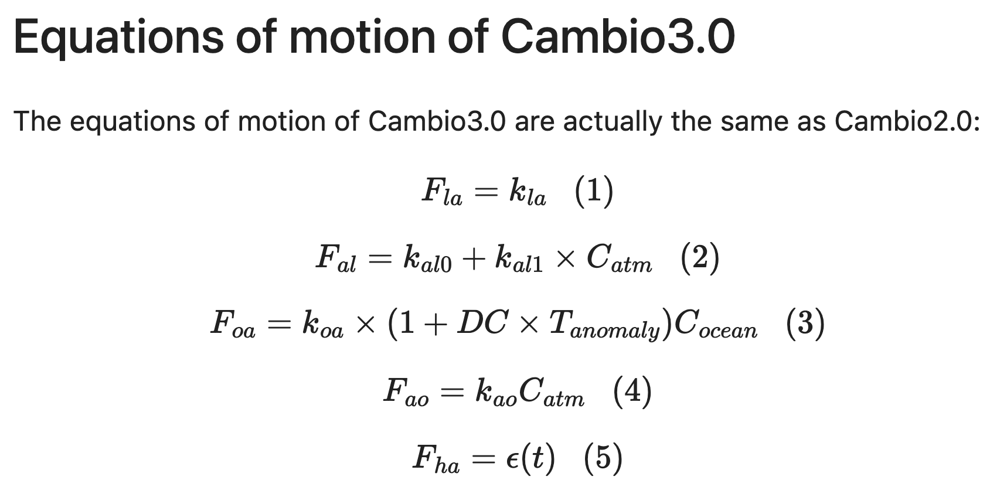 Equations of motion of Cambio3.0
The equations of motion of Cambio3.0 are actually the same as Cambio2.0:
$F_{la} = k_{la} \quad (1)$
$F_{al} = k_{al0} + k_{al1} \times C_{atm} \quad (2)$
$F_{oa} = k_{oa} \times (1 + DC \times T_{anomaly}) C_{ocean} \quad (3)$
$F_{ao} = k_{ao} C_{atm} \quad (4)$
$F_{ha} = \epsilon(t) \quad (5)$